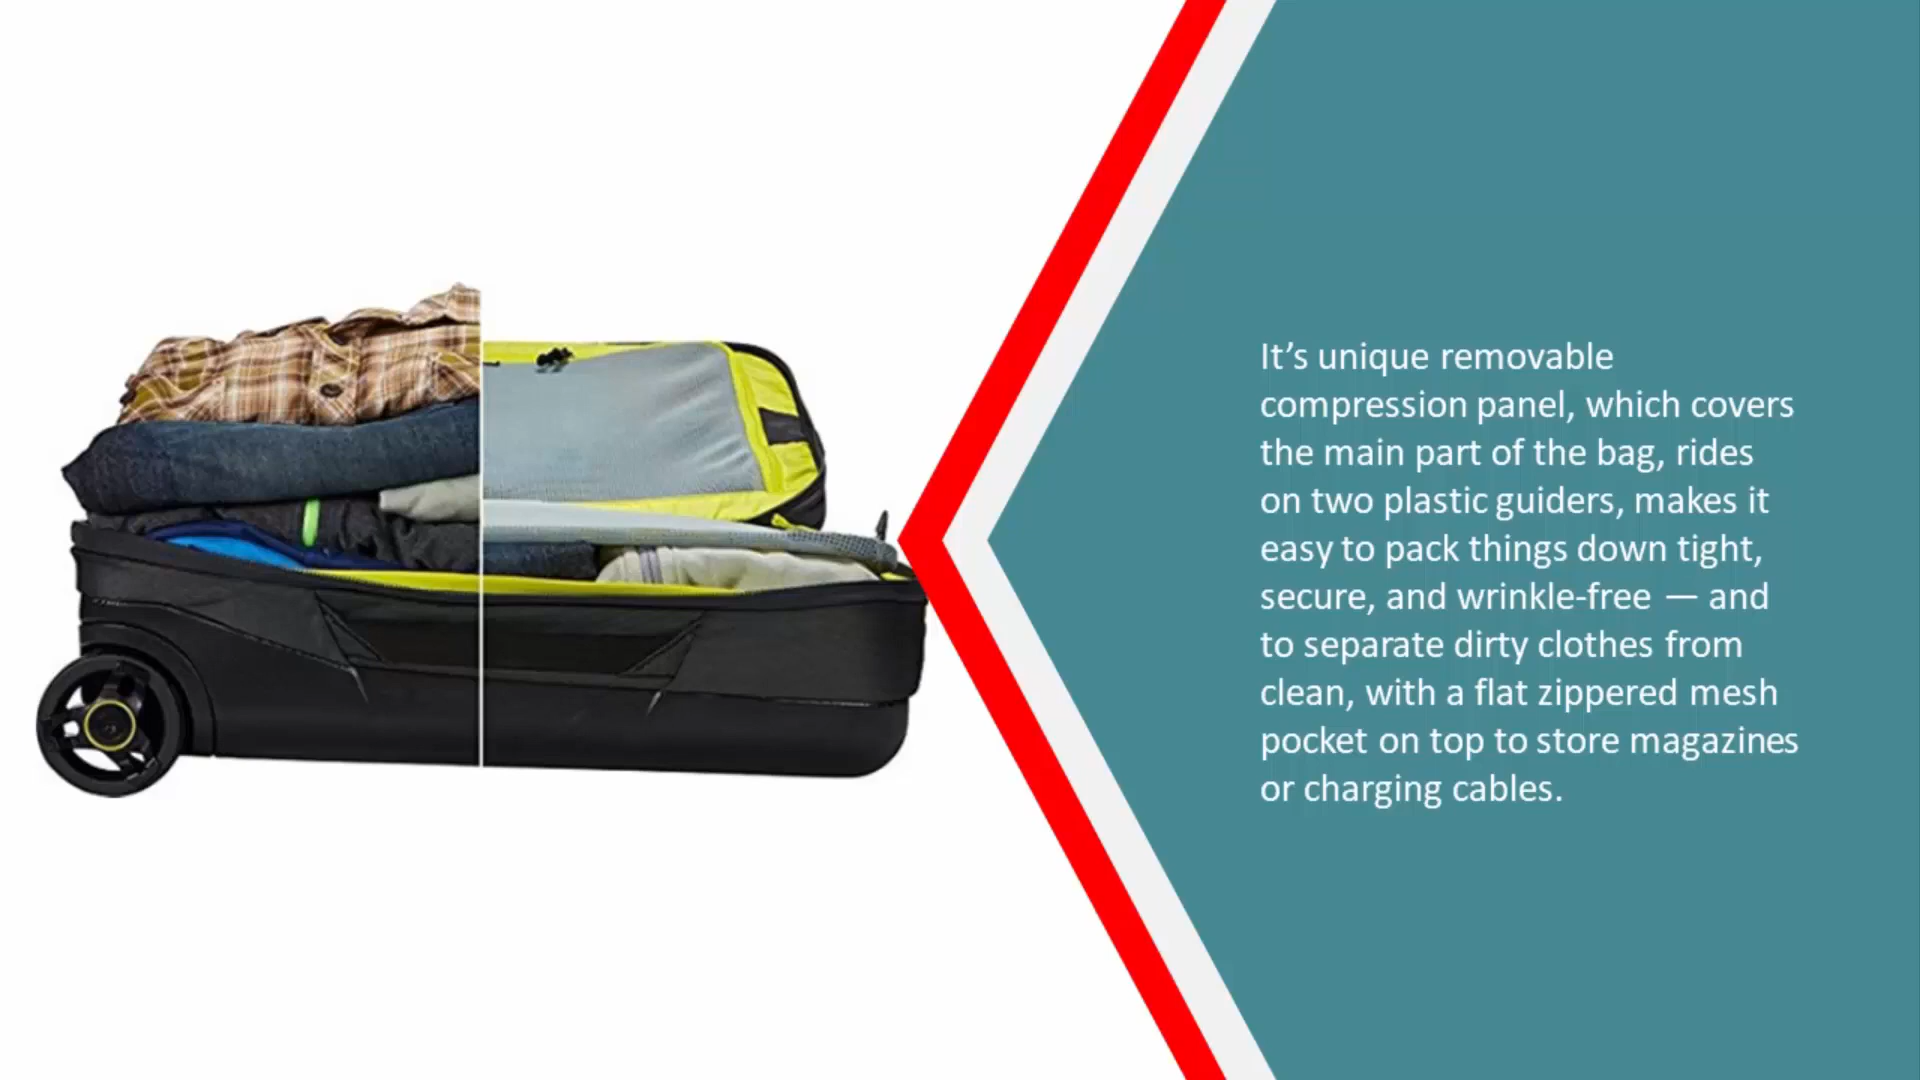 It’s unique removable
compression panel, which covers
the main part of the bag, rides
on two plastic guiders, makes it
easy to pack things down tight,
secure, and wrinkle-free — and
to separate dirty clothes from
clean, with a flat zippered mesh
pocket on top to store magazines
or charging cables.